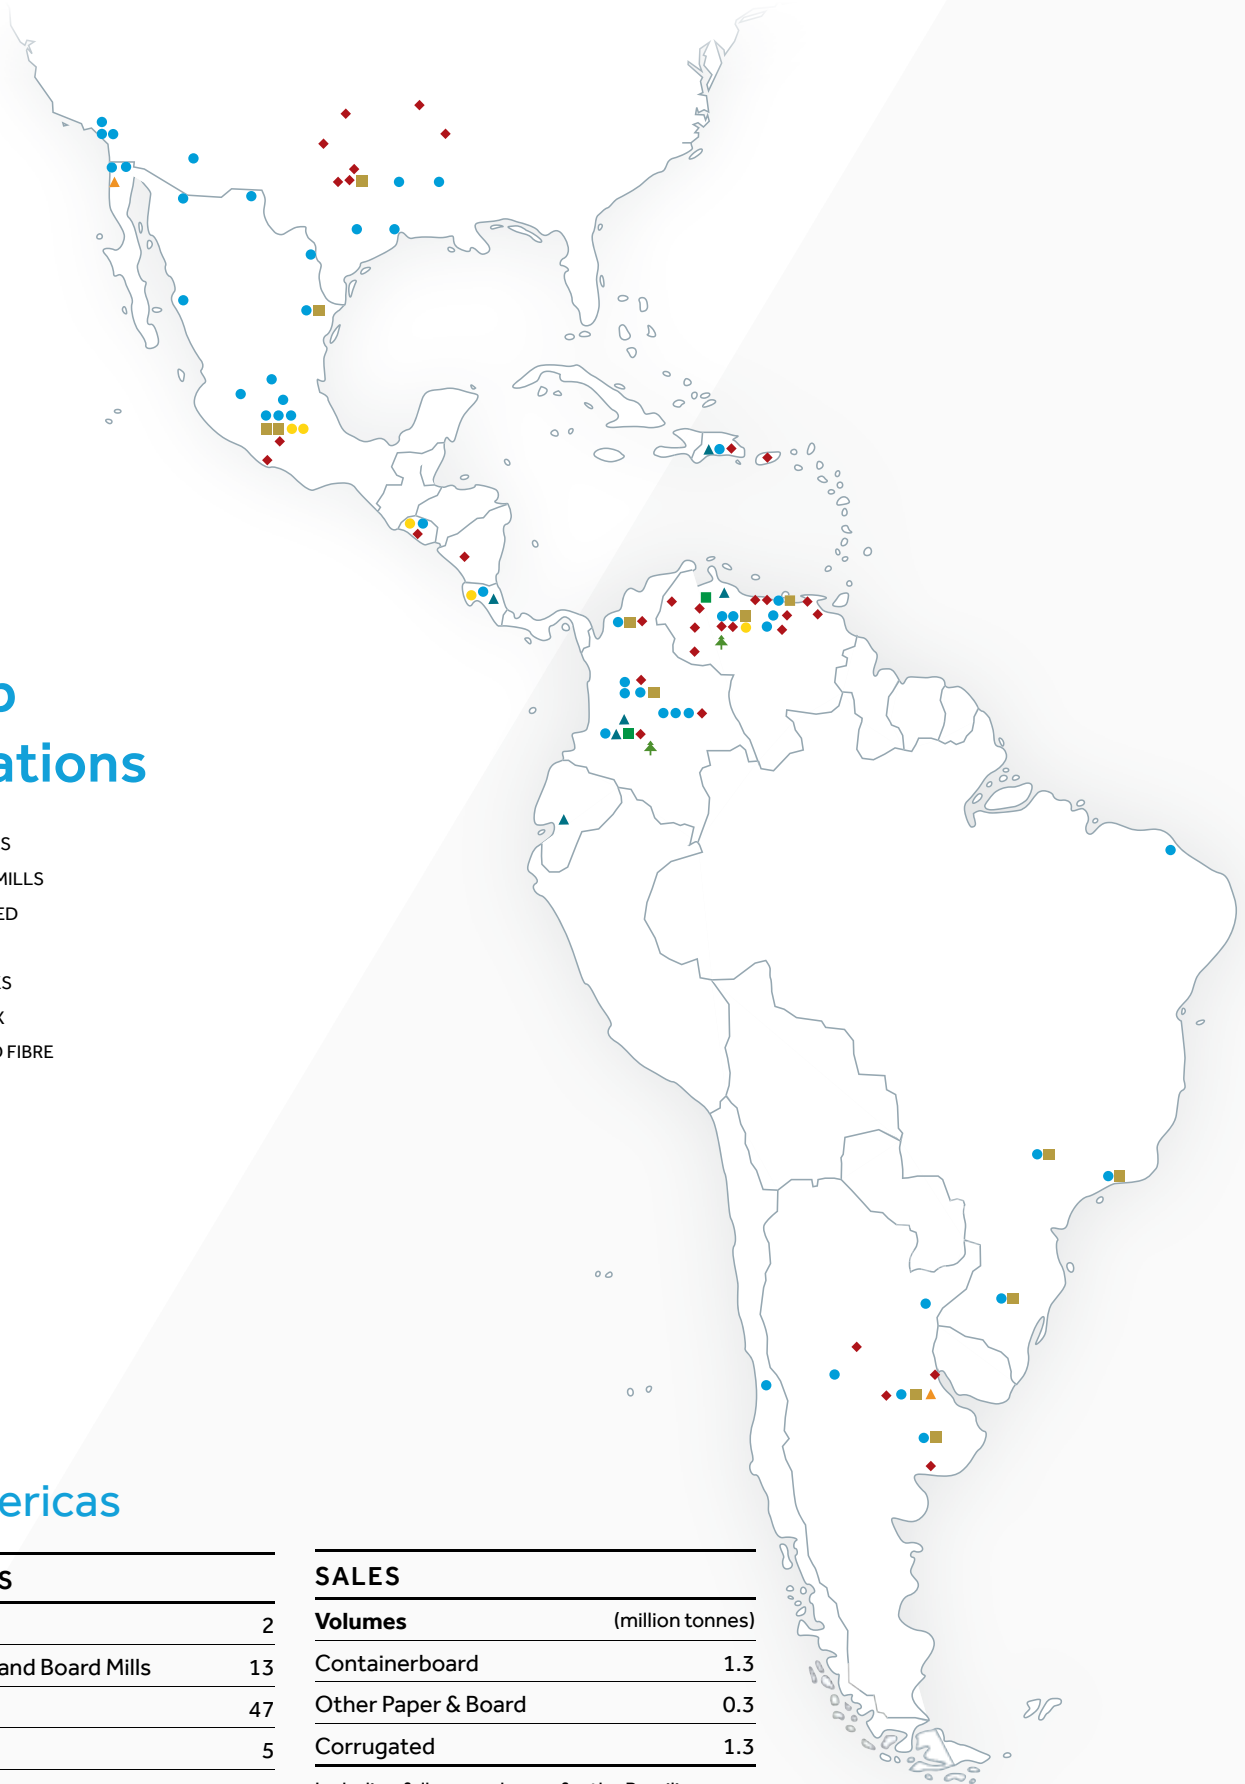 ations
S
MILLS
ED
X
FIBRE
ericas
S
2
and Board Mills 13
47
5
SALES
Volumes (million tonnes)
Containerboard 1.3
Other Paper & Board 0.3
Corrugated 1.3